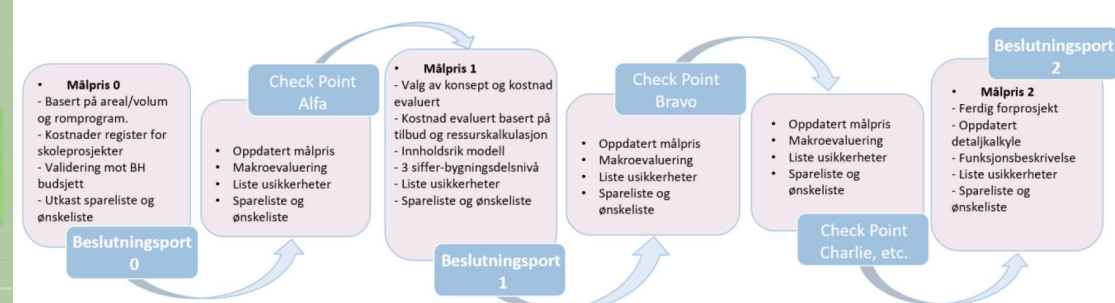 • Målpris 0
- Basert på areal/volum
og romprogram.
- Kostnader register for
skoleprosjekter
- Validering mot BH
budsjett
- Utkast spareliste og
ønskeliste
Beslutningsport
0
Check Point
Alfa
• Oppdatert målpris
• Makroevaluering
• Liste usikkerheter
• Spareliste og
ønskeliste
• Målpris 1
- Valg av konsept og kostnad
evaluert
- Kostnad evaluert basert på
tilbud og ressurskalkulasjon
- Innholdsrik modell
- 3 siffer-bygningsdelsnivå
- Liste usikkerheter
- Spareliste og ønskeliste
Beslutningsport
1
Check Point
Bravo
• Oppdatert målpris
• Makroevaluering
• Liste usikkerheter
• Spareliste og
ønskeliste
• Oppdatert målpris
• Makroevaluering
• Liste usikkerheter
• Spareliste og
ønskeliste
Check Point
Charlie, etc.
Beslutningsport
2
• Målpris 2
- Ferdig forprosjekt
- Oppdatert
detaljkalkyle
- Funksjonsbeskrivelse
- Liste usikkerheter
- Spareliste og
ønskeliste